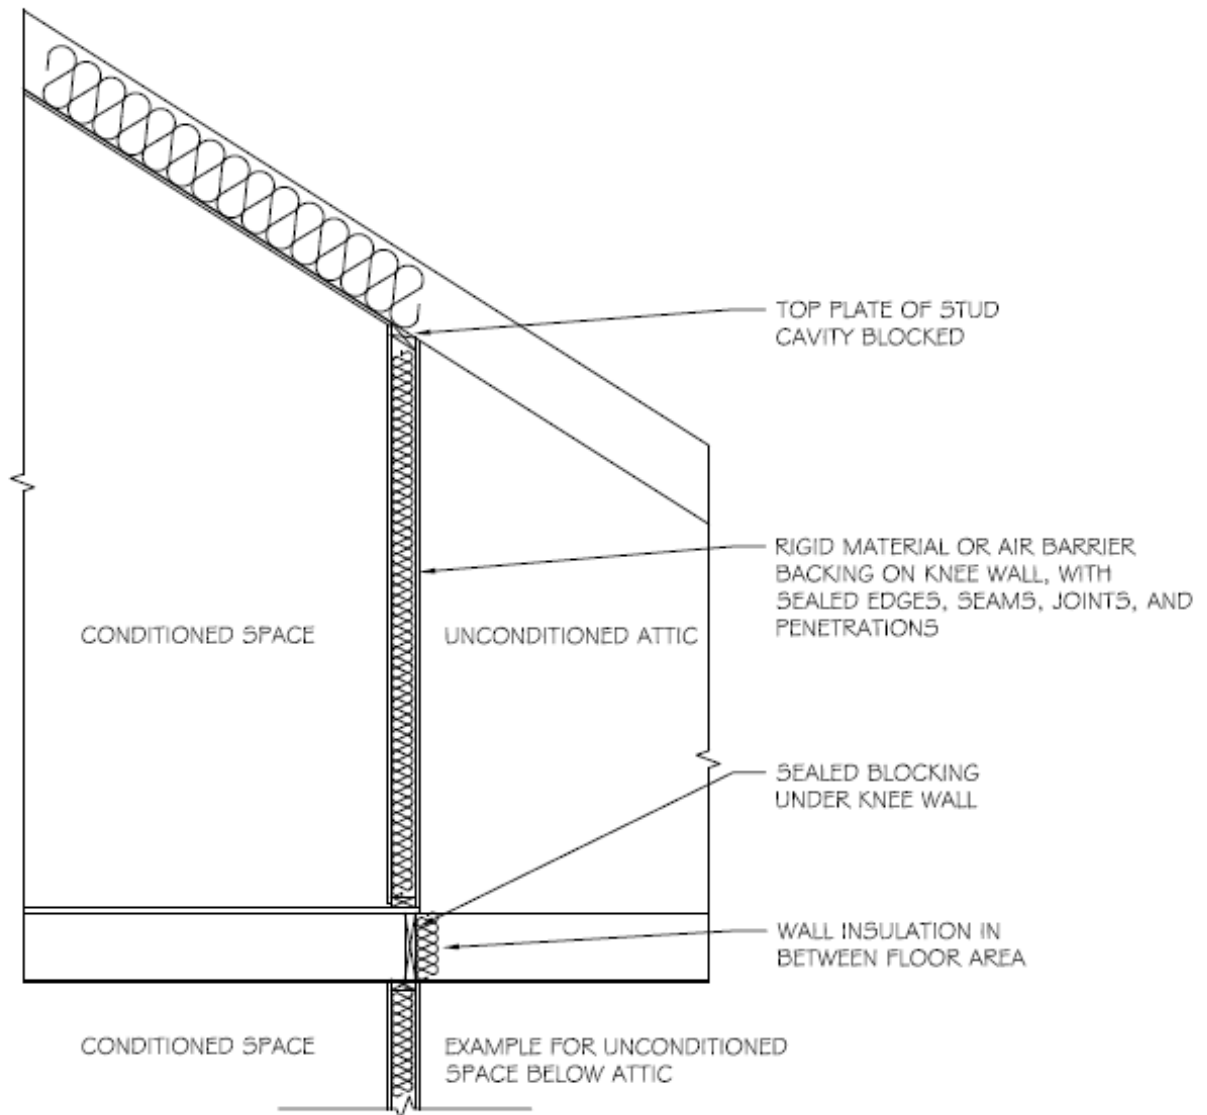 TOP PLATE OF STUD
CAVITY BLOCKED
RIGID MATERIAL OR AIR BARRIER
BACKING ON KNEE WALL, WITH
SEALED EDGES, SEAMS, JOINTS, AND
PENETRATIONS
CONDITIONED SPACE
UNCONDITIONED ATTIC
SEALED BLOCKING
UNDER KNEE WALL
WALL INSULATION IN
BETWEEN FLOOR AREA
CONDITIONED SPACE
EXAMPLE FOR UNCONDITIONED
SPACE BELOW ATTIC